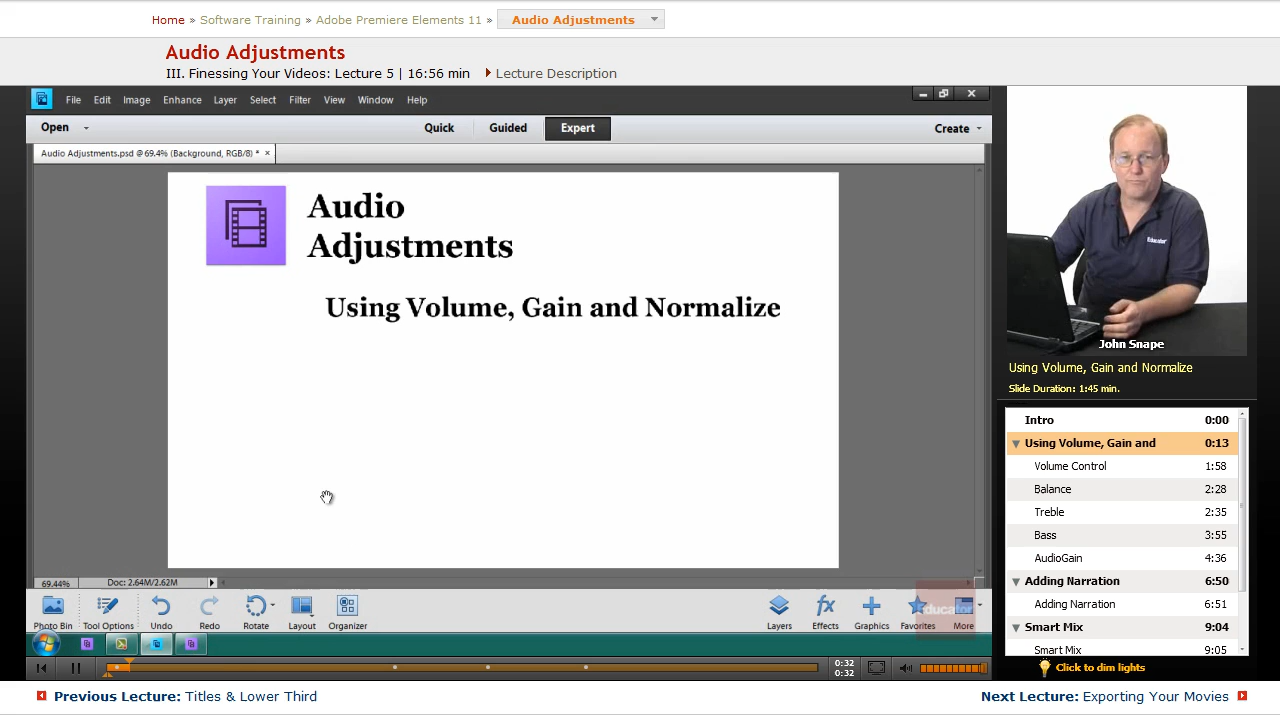 Home » Software Training » Adobe Premiere Elements 11 » Audio Adjustments
Audio Adjustments
III. Finessing Your Videos: Lecture 5 | 16:56 min Lecture Description
File Edit Image Enhance Layer Select Filter View Window Help
Open Quick Guided Expert Create
Audio Adjustments.psd @ 69.4% (Background, RGB/8) * ×
Audio
Adjustments
Using Volume, Gain and Normalize
69.44% Doc: 2.64M/2.62M
Photo Bin Tool Options Undo Redo Rotate Layout Organizer Layers Effects Graphics Favorites More
Educator
0:32
0:32
Educator
John Snape
Using Volume, Gain and Normalize
Slide Duration: 1:45 min.
Intro 0:00
Using Volume, Gain and 0:13
Volume Control 1:58
Balance 2:28
Treble 2:35
Bass 3:55
AudioGain 4:36
Adding Narration 6:50
Adding Narration 6:51
Smart Mix 9:04
Smart Mix 9:05
Click to dim lights
Previous Lecture: Titles & Lower Third
Next Lecture: Exporting Your Movies